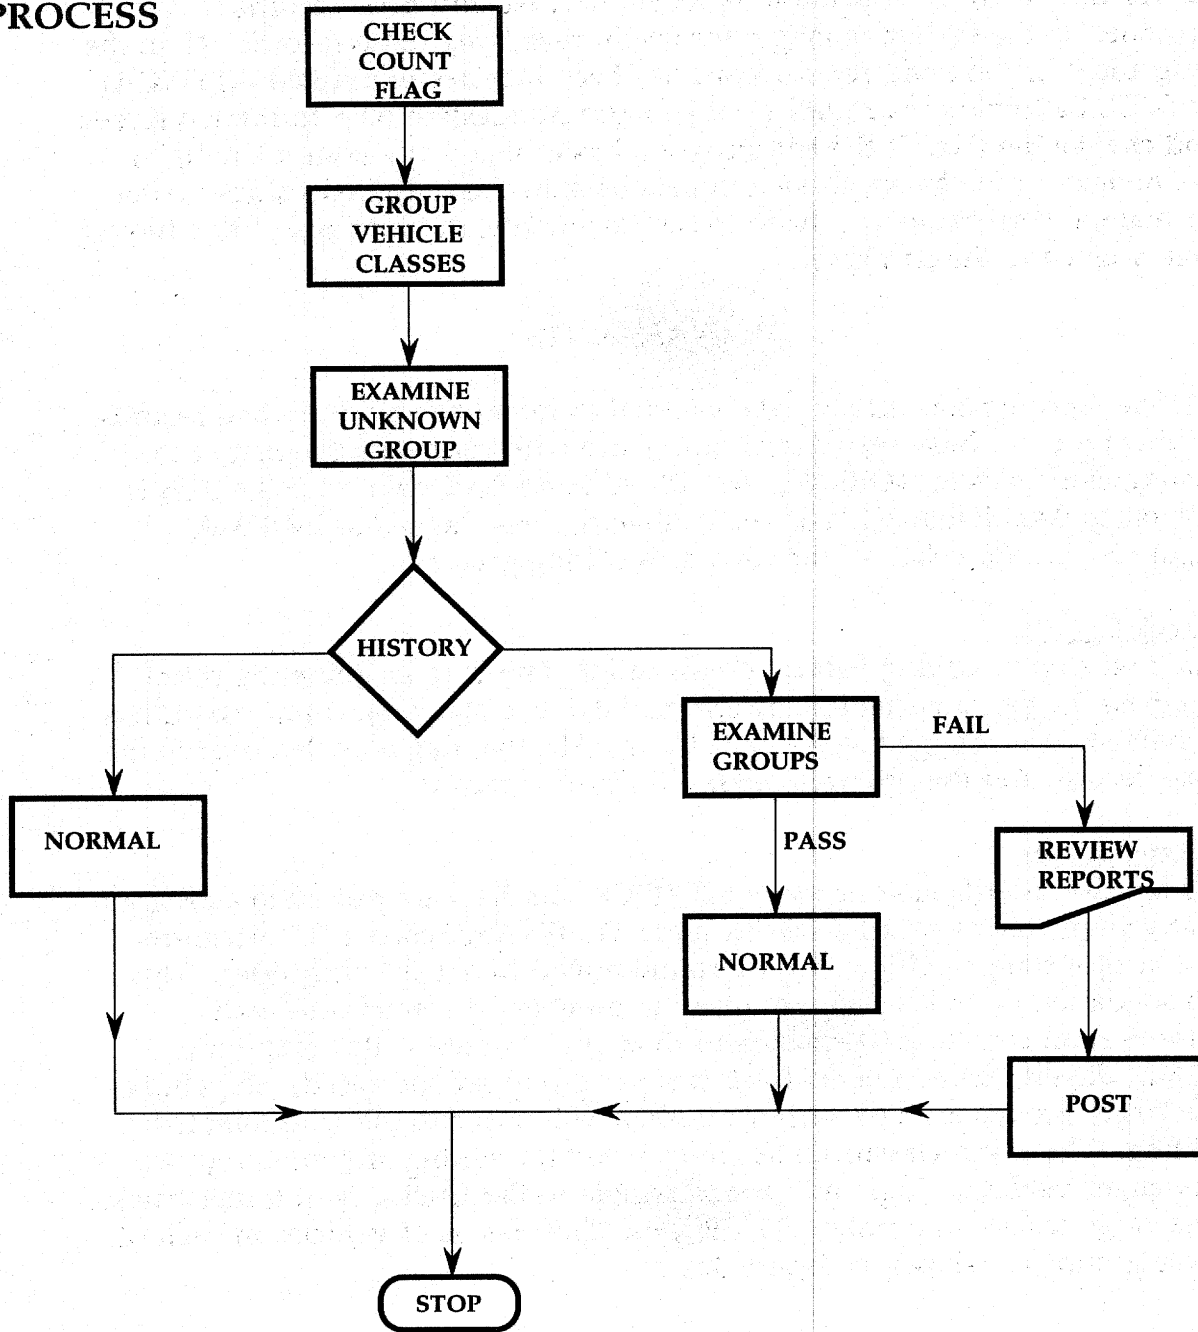 PROCESS
CHECK
COUNT
FLAG
GROUP
VEHICLE
CLASSES
EXAMINE
UNKNOWN
GROUP
HISTORY
EXAMINE
GROUPS
FAIL
NORMAL
PASS
REVIEW
REPORTS
NORMAL
POST
STOP